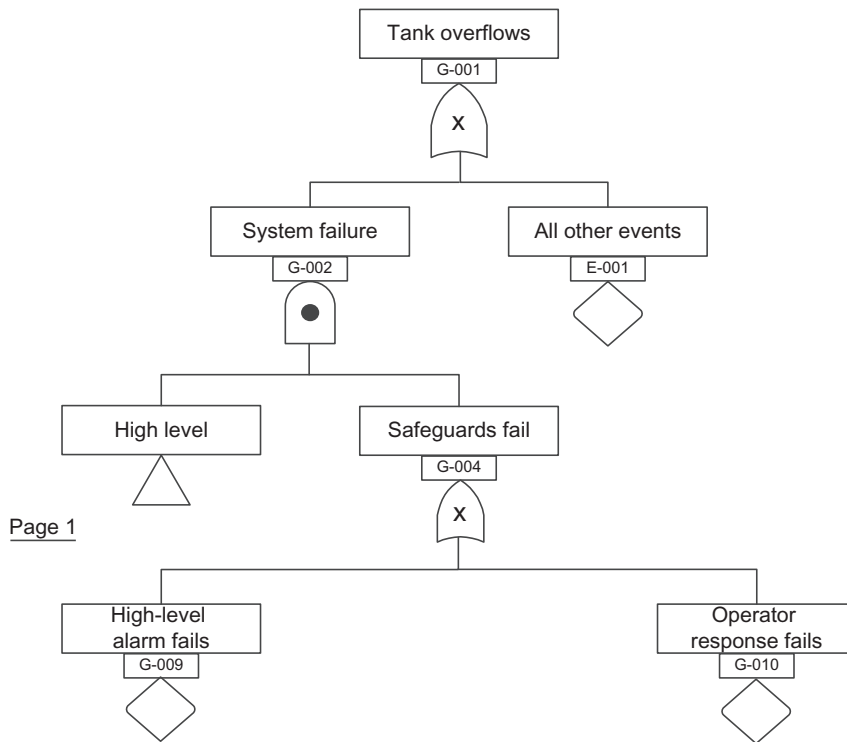 Tank overflows
G-001
X
System failure
All other events
G-002
E-001
High level
Safeguards fail
G-004
X
Page 1
High-level
alarm fails
Operator
response fails
G-009
G-010